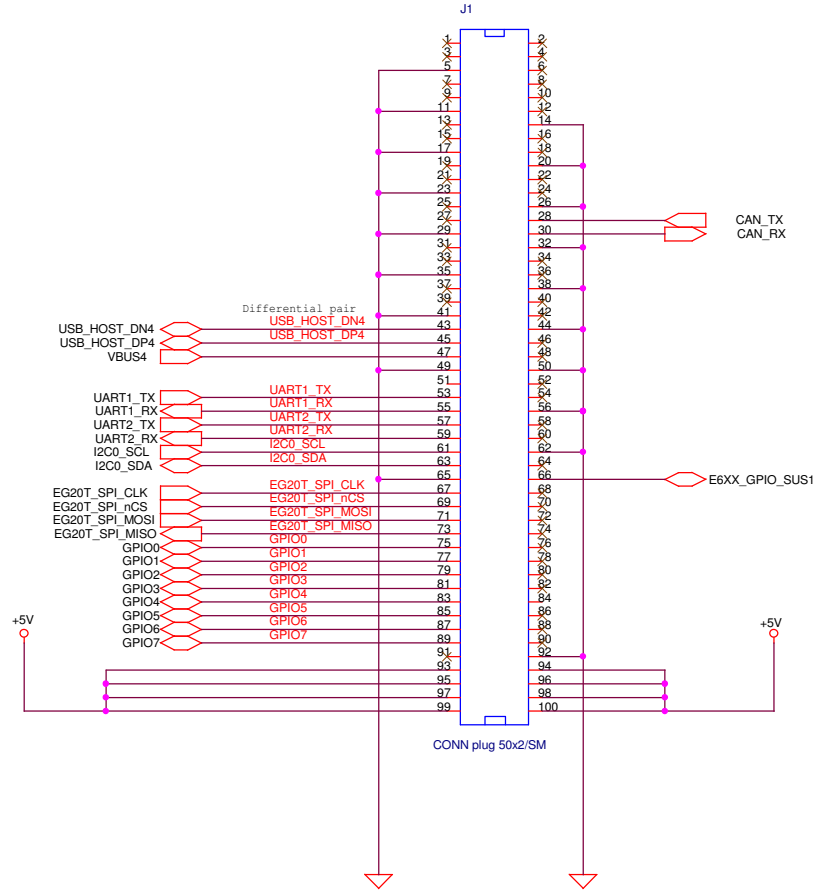 J1
1 2
3 4
5 6
7 8
9 10
11 12
13 14
15 16
17 18
19 20
21 22
23 24
25 26
27 28 CAN_TX
29 30 CAN_RX
31 32
33 34
35 36
37 38
39 40
Differential pair
41 42
USB_HOST_DN4 USB_HOST_DN4 43 44
USB_HOST_DP4 USB_HOST_DP4 45 46
VBUS4 47 48
49 50
51 52
UART1_TX UART1_TX 53 54
UART1_RX UART1_RX 55 56
UART2_TX UART2_TX 57 58
UART2_RX UART2_RX 59 60
I2C0_SCL I2C0_SCL 61 62
I2C0_SDA I2C0_SDA 63 64
65 66 E6XX_GPIO_SUS1
EG20T_SPI_CLK EG20T_SPI_CLK 67 68
EG20T_SPI_nCS EG20T_SPI_nCS 69 70
EG20T_SPI_MOSI EG20T_SPI_MOSI 71 72
EG20T_SPI_MISO EG20T_SPI_MISO 73 74
GPIO0 GPIO0 75 76
GPIO1 GPIO1 77 78
GPIO2 GPIO2 79 80
GPIO3 GPIO3 81 82
GPIO4 GPIO4 83 84
GPIO5 GPIO5 85 86
+5V GPIO6 GPIO6 87 88 +5V
GPIO7 GPIO7 89 90
91 92
93 94
95 96
97 98
99 100
CONN plug 50x2/SM